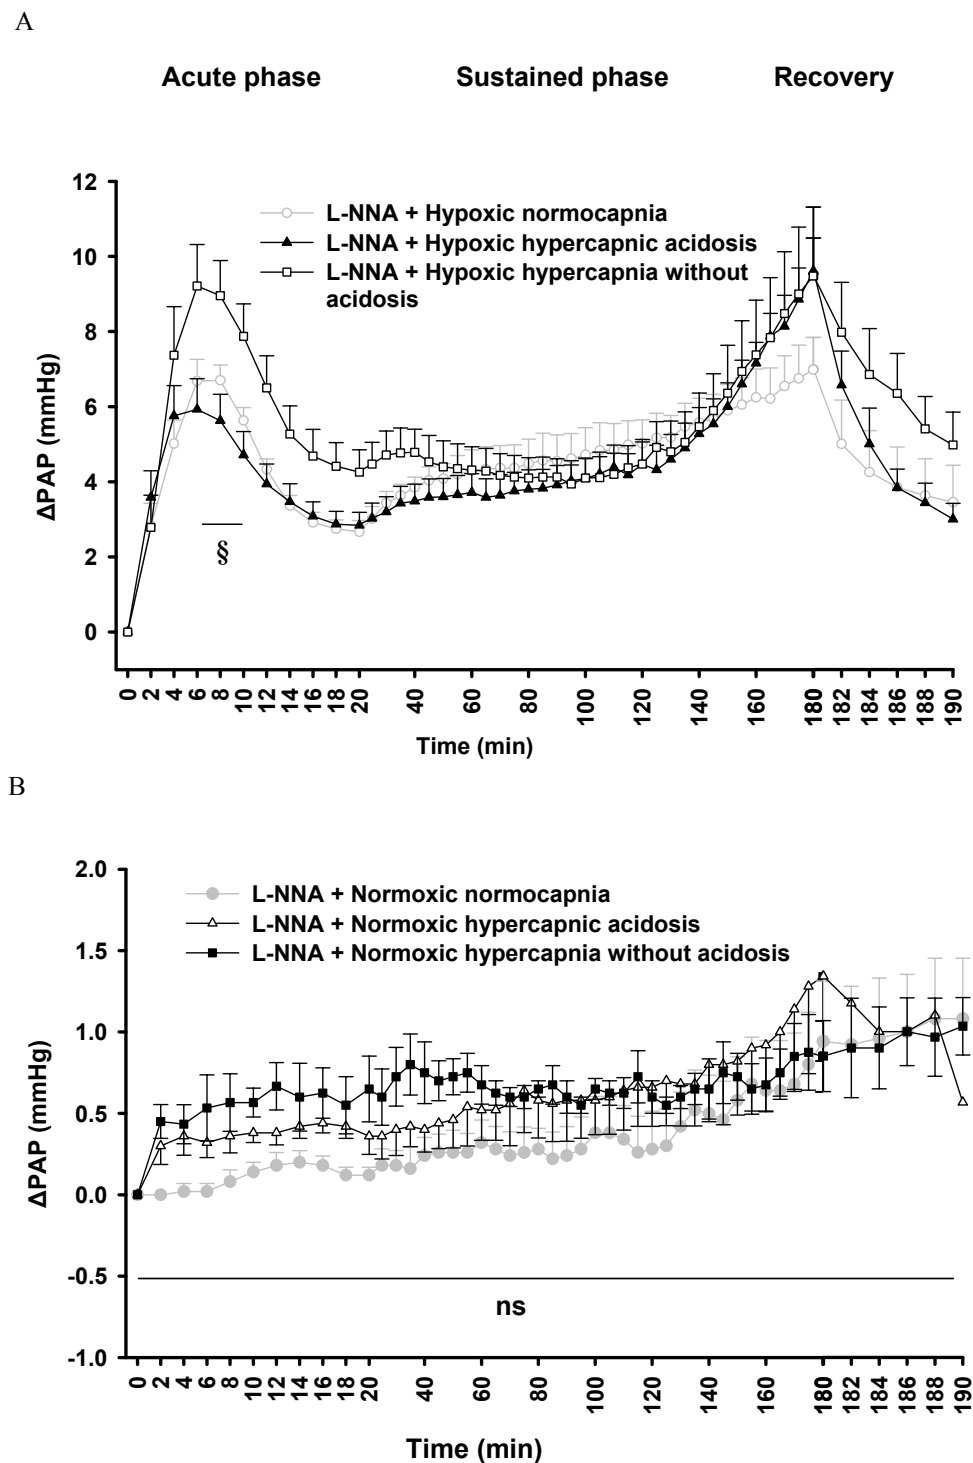 A
Acute phase Sustained phase Recovery
12
10
8
6
4
2
0
ΔPAP (mmHg)
L-NNA + Hypoxic normocapnia
L-NNA + Hypoxic hypercapnic acidosis
L-NNA + Hypoxic hypercapnia without
acidosis
§
0 2 4 6 8 10 12 14 16 18 20 40 60 80 100 120 140 160 180 182 184 186 188 190
Time (min)
B
2.0
1.5
1.0
0.5
0.0
-0.5
-1.0
ΔPAP (mmHg)
L-NNA + Normoxic normocapnia
L-NNA + Normoxic hypercapnic acidosis
L-NNA + Normoxic hypercapnia without acidosis
ns
0 2 4 6 8 10 12 14 16 18 20 40 60 80 100 120 140 160 180 182 184 186 188 190
Time (min)